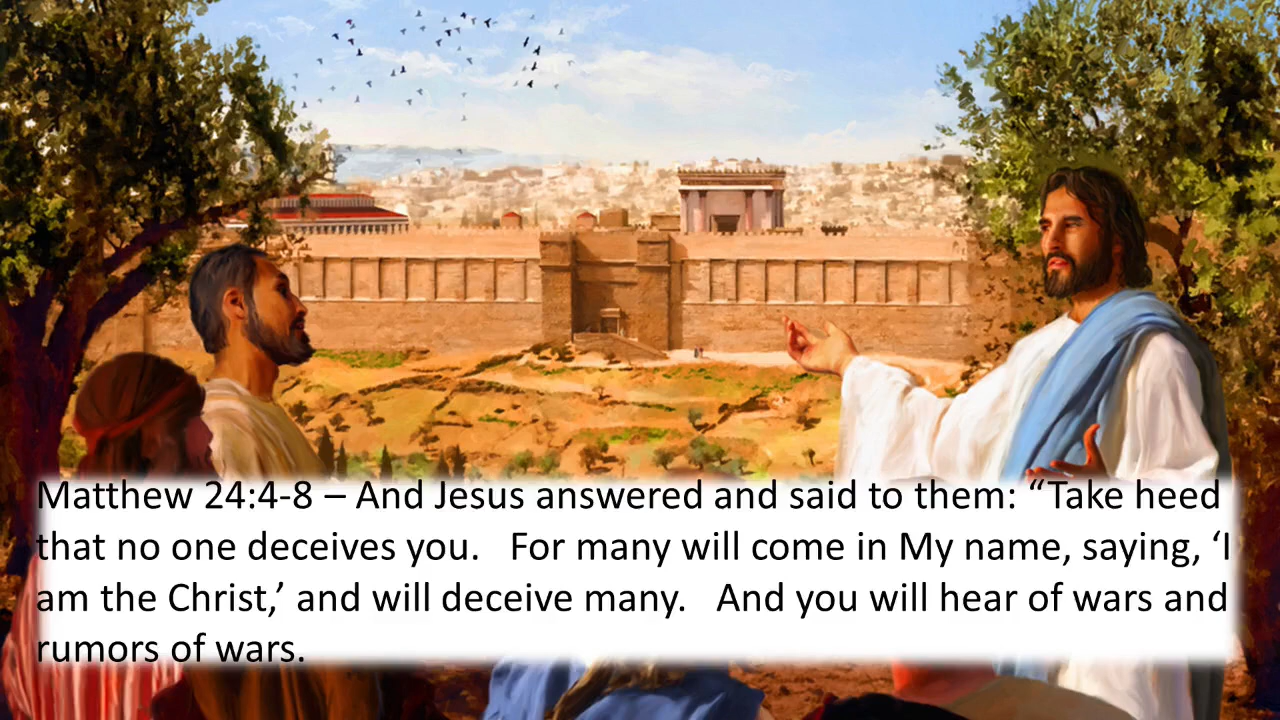 Matthew 24:4-8 – And Jesus answered and said to them: “Take heed
that no one deceives you.   For many will come in My name, saying, ‘I
am the Christ,’ and will deceive many.   And you will hear of wars and
rumors of wars.